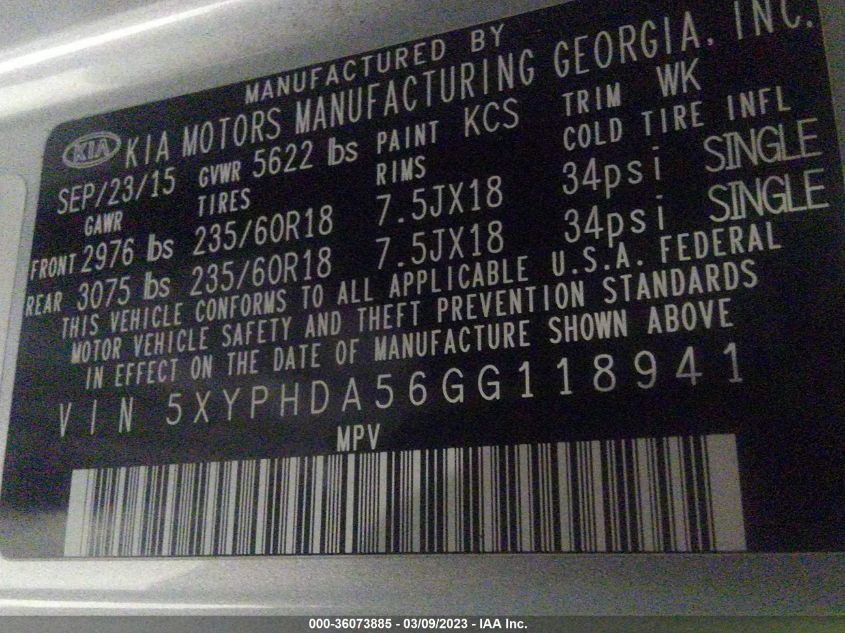 MANUFACTURED BY
KIA KIA MOTORS MANUFACTURING GEORGIA, INC.
SEP/23/15 GVWR 5622 lbs PAINT KCS TRIM WK
GAWR TIRES RIMS COLD TIRE INFL
FRONT 2976 lbs 235/60R18 7.5JX18 34psi SINGLE
REAR 3075 lbs 235/60R18 7.5JX18 34psi SINGLE
THIS VEHICLE CONFORMS TO ALL APPLICABLE U.S.A. FEDERAL
MOTOR VEHICLE SAFETY AND THEFT PREVENTION STANDARDS
IN EFFECT ON THE DATE OF MANUFACTURE SHOWN ABOVE
VIN 5XYPHDA56GG118941
MPV
000-36073885 - 03/09/2023 - IAA Inc.